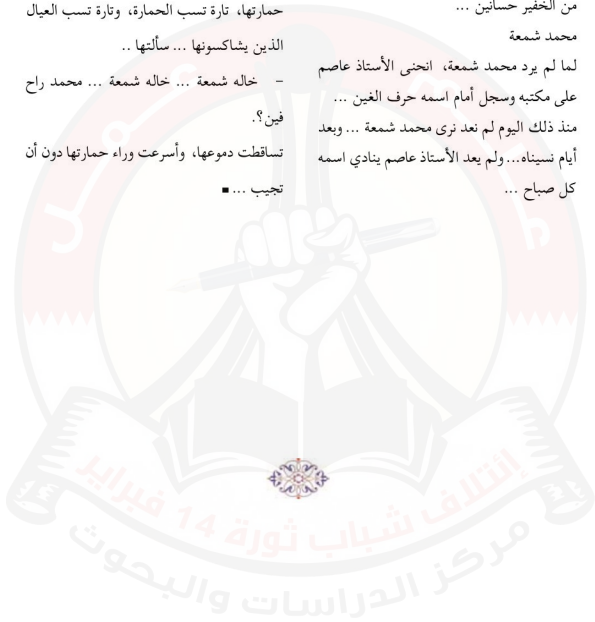 من الخفير حسانين ...
محمد شمعة
لما لم يرد محمد شمعة، انحنى الأستاذ عاصم
على مكتبه وسجل أمام اسمه حرف الغين ...
منذ ذلك اليوم لم نعد نرى محمد شمعة ... وبعد
أيام نسيناه... ولم يعد الأستاذ عاصم ينادي اسمه
كل صباح ...
حمارتها، تارة تسب الحمارة، وتارة تسب العيال
الذين يشاكسونها ... سألتها ..
– خاله شمعة ... خاله شمعة ... محمد راح
فين؟.
تساقطت دموعها، وأسرعت وراء حمارتها دون أن
تجيب ... ■
إئتلاف شباب ثورة 14 فبراير
مركز الدراسات والبحوث